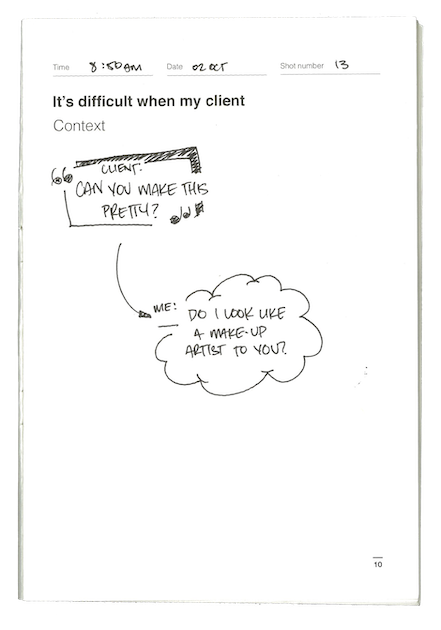 Time 8:50AM Date 02 OCT Shot number 13
It's difficult when my client
Context
CLIENT:
CAN YOU MAKE THIS
PRETTY?
ME:
DO I LOOK LIKE
A MAKE-UP
ARTIST TO YOU?
10